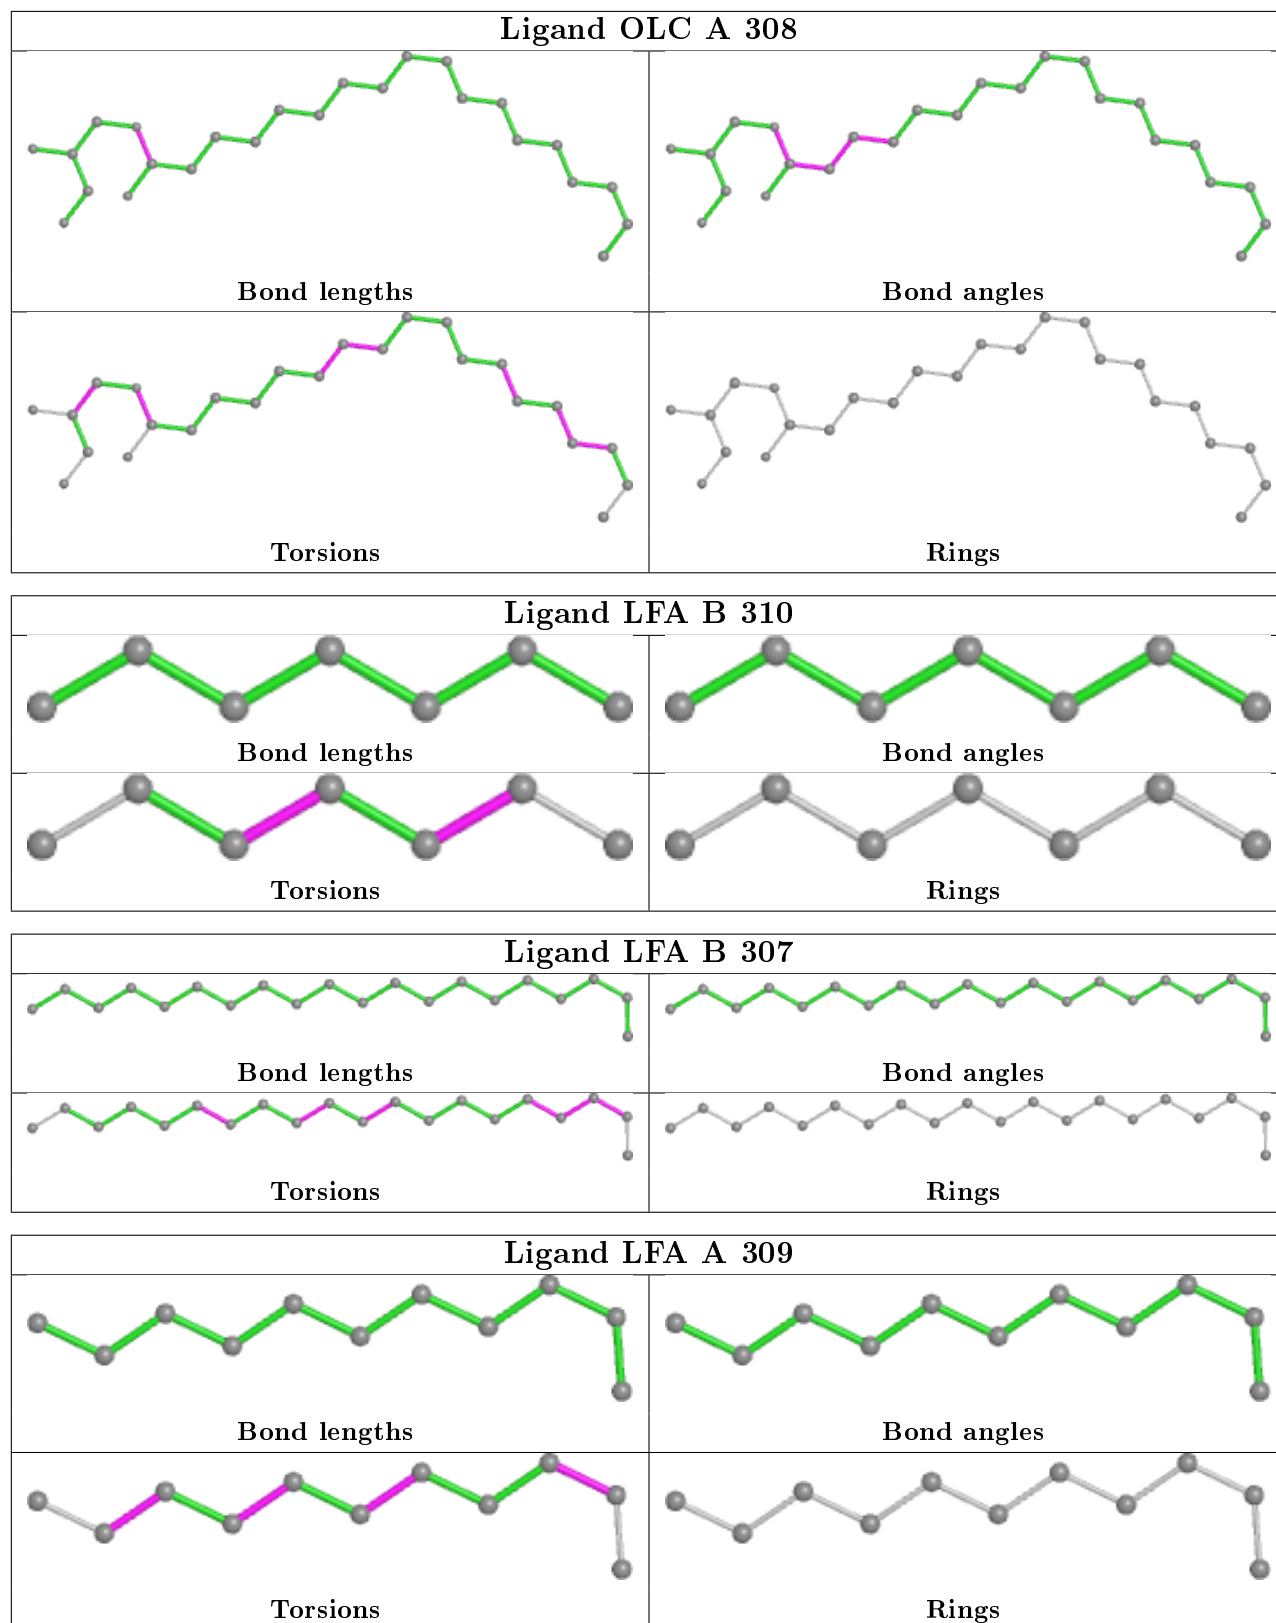 Ligand OLC A 308
Bond lengths
Bond angles
Torsions
Rings
Ligand LFA B 310
Bond lengths
Bond angles
Torsions
Rings
Ligand LFA B 307
Bond lengths
Bond angles
Torsions
Rings
Ligand LFA A 309
Bond lengths
Bond angles
Torsions
Rings